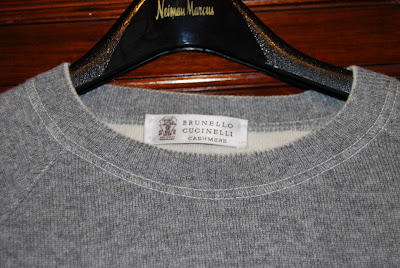 Neiman Marcus
BRUNELLO
CUCINELLI
CASHMERE